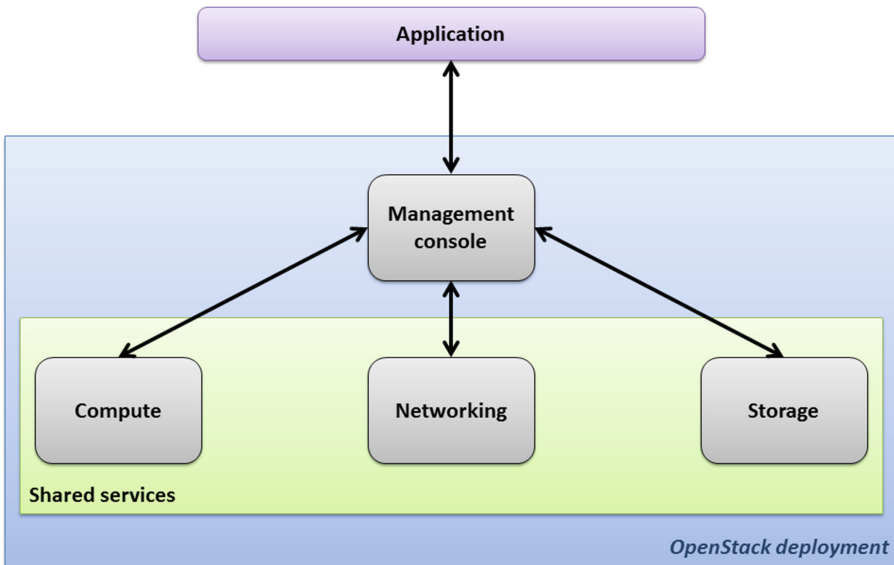 Application
Management
console
Compute
Networking
Storage
Shared services
OpenStack deployment